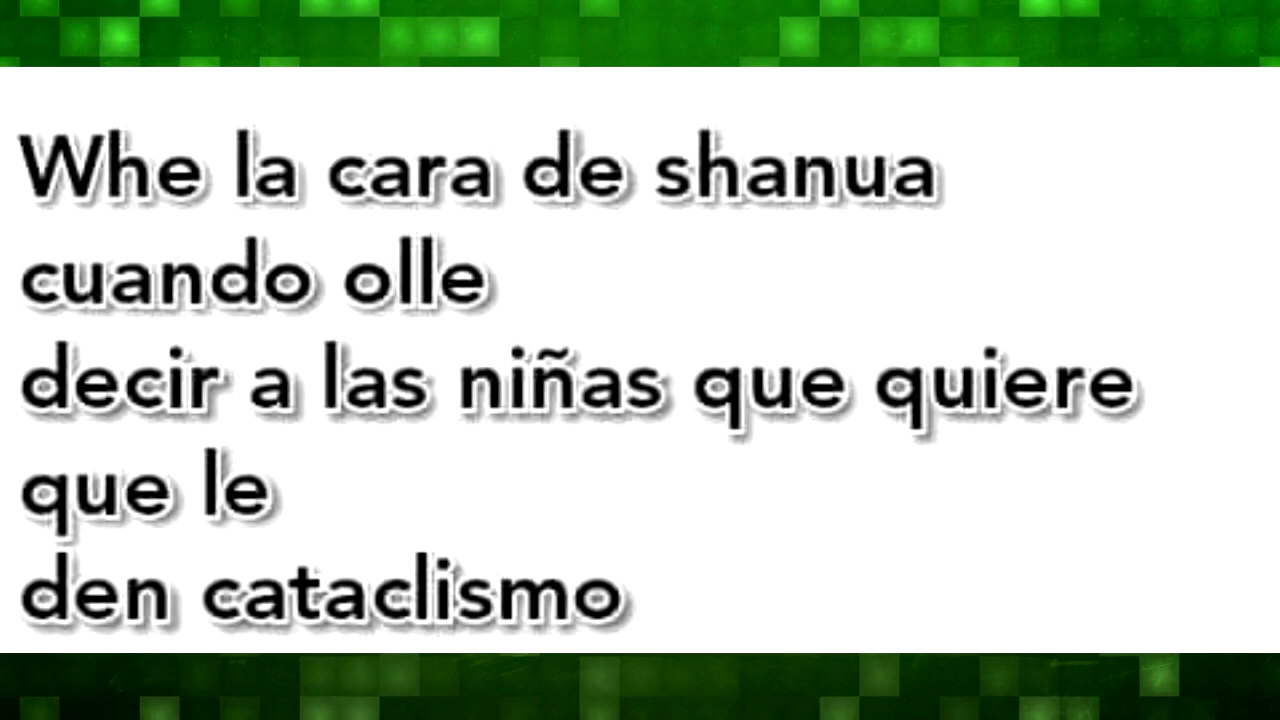 Whe la cara de shanua
cuando olle
decir a las niñas que quiere
que le
den cataclismo